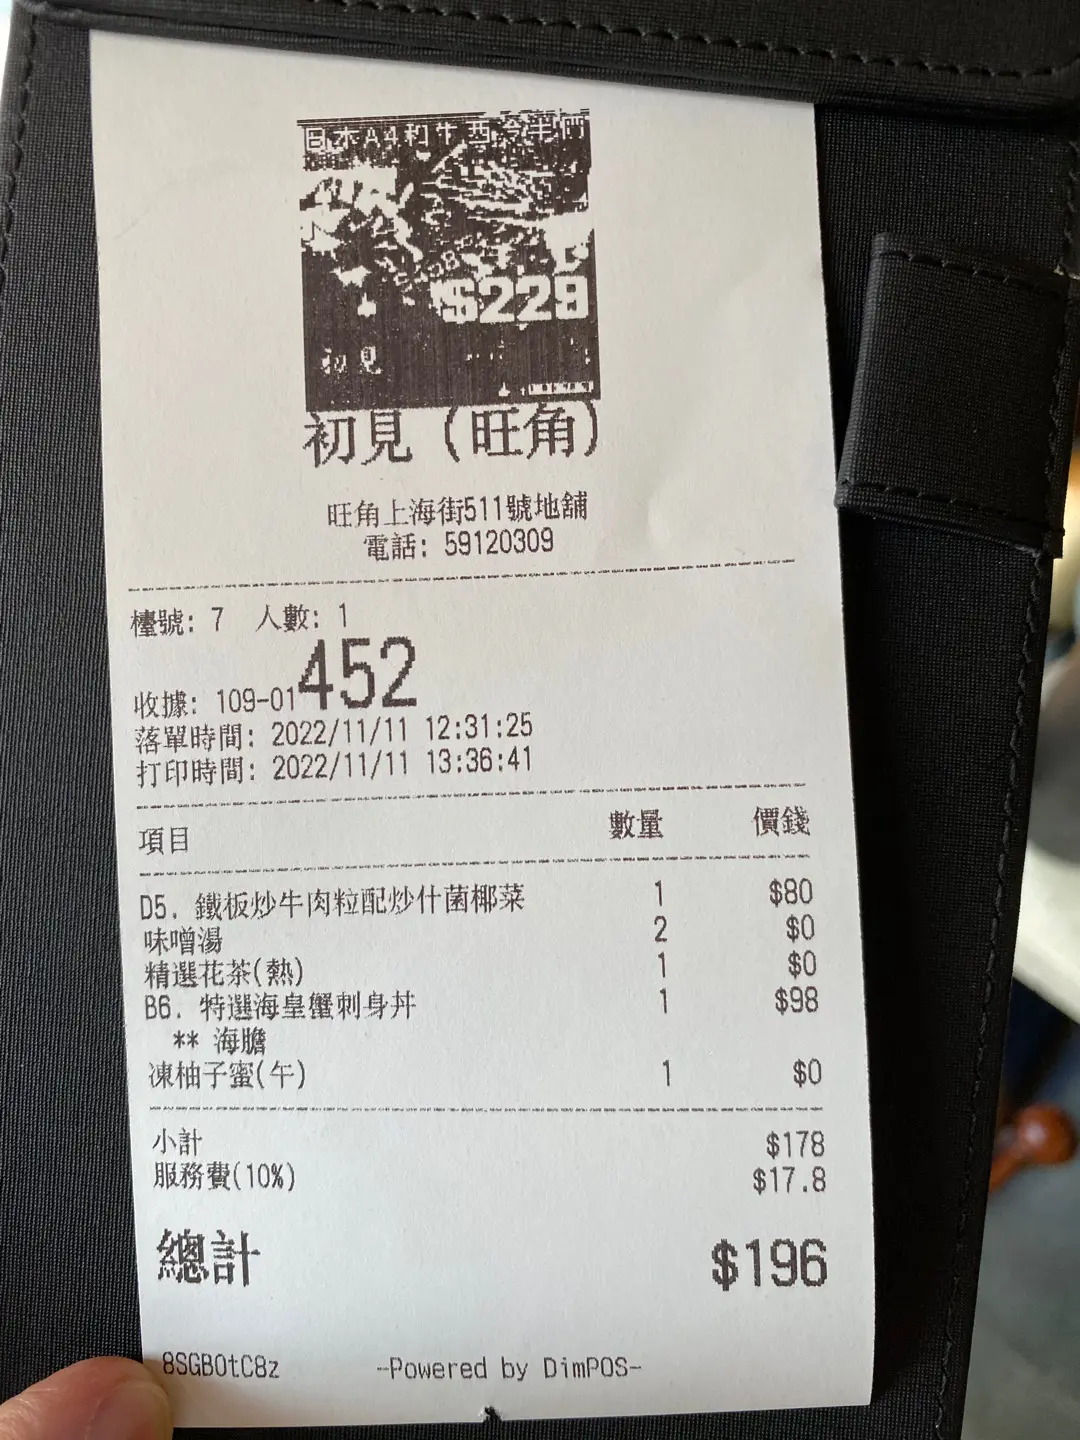 日本A4和牛西冷半價
$229
初見
初見（旺角）
旺角上海街511號地舖
電話: 59120309
檯號: 7 人數: 1
收據: 109-01452
落單時間: 2022/11/11 12:31:25
打印時間: 2022/11/11 13:36:41
項目 數量 價錢
D5. 鐵板炒牛肉粒配炒什菌椰菜 1 $80
味噌湯 2 $0
精選花茶(熱) 1 $0
B6. 特選海皇蟹刺身丼 1 $98
** 海膽
凍柚子蜜(午) 1 $0
小計 $178
服務費(10%) $17.8
總計 $196
8SGBOtC8z -Powered by DimPOS-